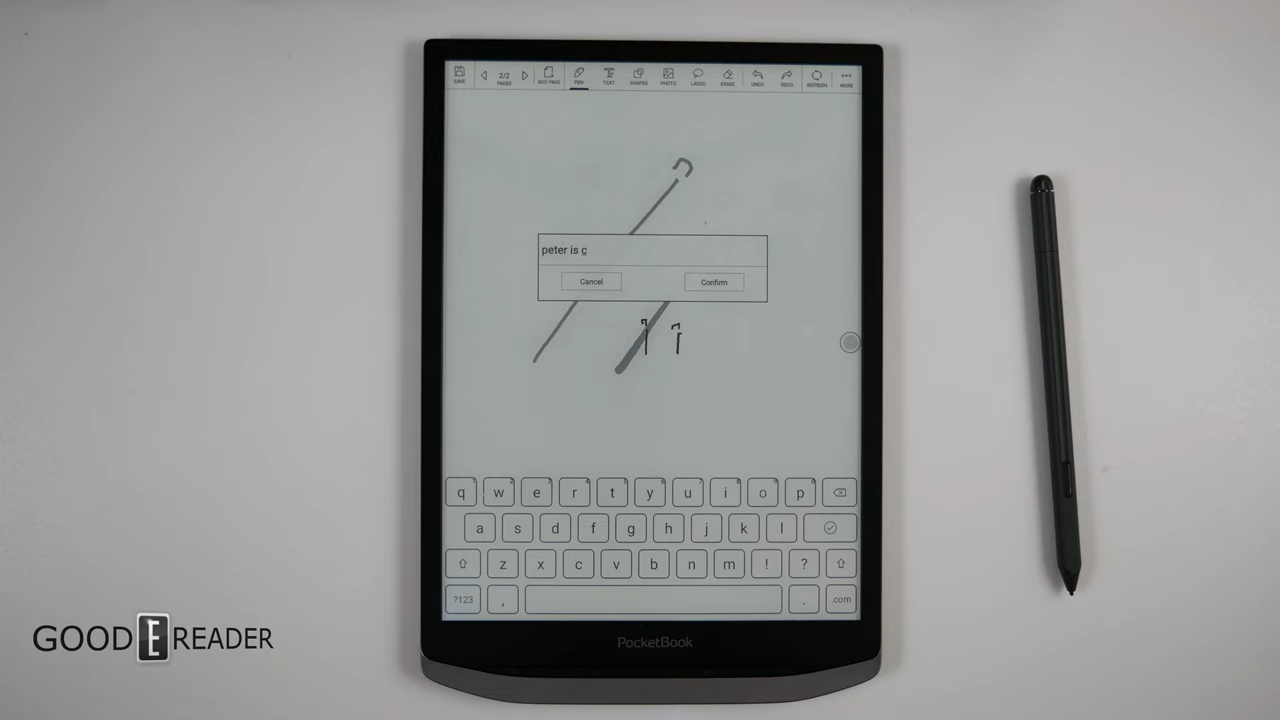 SAVE 2/2 PAGES ADD PAGE PEN TEXT SHAPES PHOTO LASSO ERASE UNDO REDO REFRESH MORE
peter is c
Cancel Confirm
q w e r t y u i o p
a s d f g h j k l
z x c v b n m ! ?
?123 , . .com
PocketBook
GOOD E READER